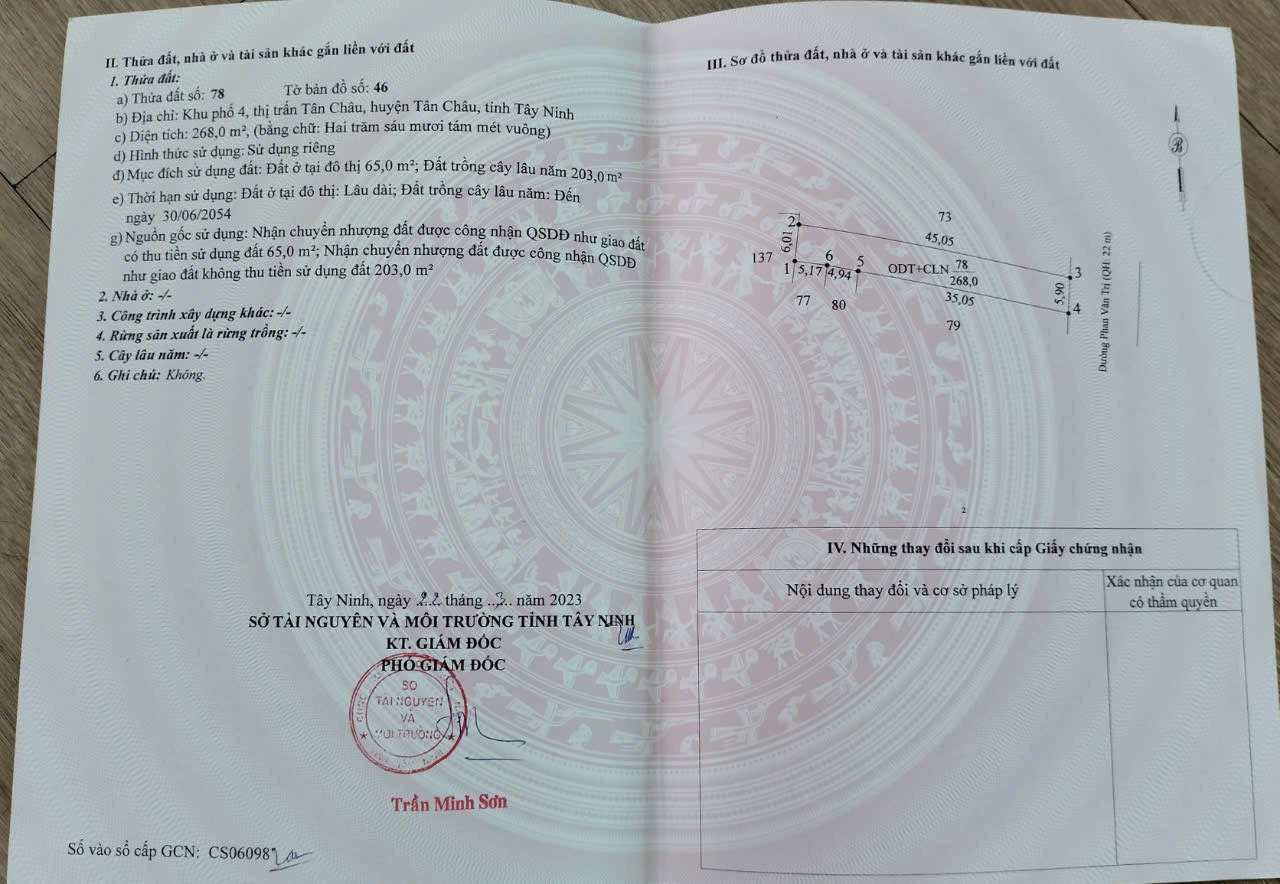 II. Thửa đất, nhà ở và tài sản khác gắn liền với đất
1. Thửa đất:
a) Thửa đất số: 78 Tờ bản đồ số: 46
b) Địa chỉ: Khu phố 4, thị trấn Tân Châu, huyện Tân Châu, tỉnh Tây Ninh
c) Diện tích: 268,0 m², (bằng chữ: Hai trăm sáu mươi tám mét vuông)
d) Hình thức sử dụng: Sử dụng riêng
đ) Mục đích sử dụng đất: Đất ở tại đô thị 65,0 m²; Đất trồng cây lâu năm 203,0 m²
e) Thời hạn sử dụng: Đất ở tại đô thị: Lâu dài; Đất trồng cây lâu năm: Đến
ngày 30/06/2054
g) Nguồn gốc sử dụng: Nhận chuyển nhượng đất được công nhận QSDĐ như giao đất
có thu tiền sử dụng đất 65,0 m²; Nhận chuyển nhượng đất được công nhận QSDĐ
như giao đất không thu tiền sử dụng đất 203,0 m²
2. Nhà ở: -/-
3. Công trình xây dựng khác: -/-
4. Rừng sản xuất là rừng trồng: -/-
5. Cây lâu năm: -/-
6. Ghi chú: Không.
Tây Ninh, ngày 22 tháng 3 năm 2023
SỞ TÀI NGUYÊN VÀ MÔI TRƯỜNG TỈNH TÂY NINH
KT. GIÁM ĐỐC
PHÓ GIÁM ĐỐC
SỞ
TÀI NGUYÊN
VÀ
MÔI TRƯỜNG
Trần Minh Sơn
Số vào sổ cấp GCN: CS06098
III. Sơ đồ thửa đất, nhà ở và tài sản khác gắn liền với đất
B
73
2
45,05
6,01
137
6
5
1
5,17
4,94
ODT+CLN 78
268,0
3
5,90
4
35,05
77
80
79
Đường Phan Văn Trị (QH: 22 m)
2
IV. Những thay đổi sau khi cấp Giấy chứng nhận
Nội dung thay đổi và cơ sở pháp lý
Xác nhận của cơ quan
có thẩm quyền